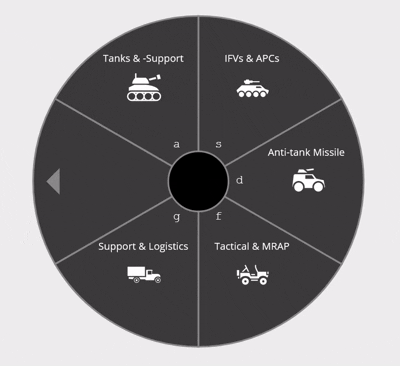 Tanks & -Support
IFVs & APCs
a
s
Anti-tank Missile
d
g
f
Support & Logistics
Tactical & MRAP